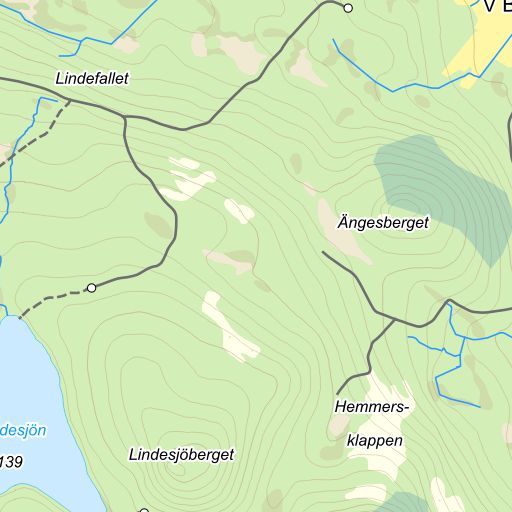 V B
Lindefallet
Ängesberget
Hemmers-
klappen
desjön
139
Lindesjöberget